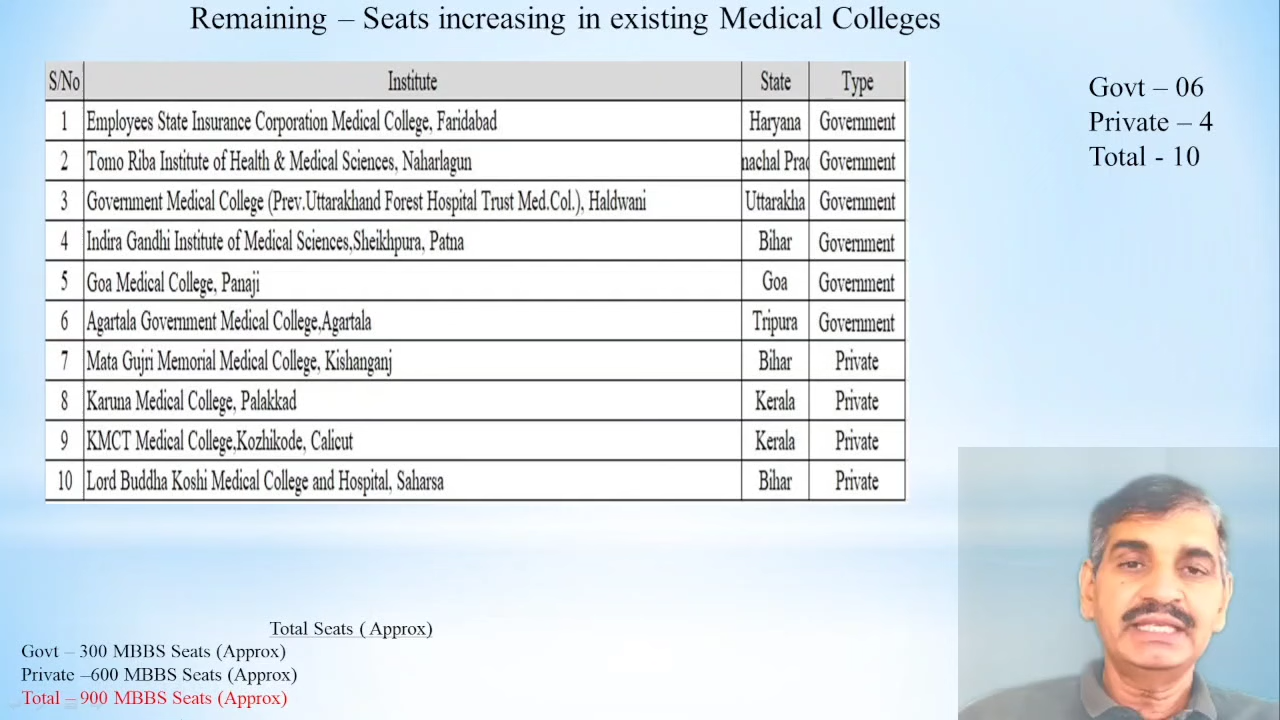 Remaining – Seats increasing in existing Medical Colleges
S/No Institute State Type
1 Employees State Insurance Corporation Medical College, Faridabad Haryana Government
2 Tomo Riba Institute of Health & Medical Sciences, Naharlagun nachal Prad Government
3 Government Medical College (Prev.Uttarakhand Forest Hospital Trust Med.Col.), Haldwani Uttarakha Government
4 Indira Gandhi Institute of Medical Sciences,Sheikhpura, Patna Bihar Government
5 Goa Medical College, Panaji Goa Government
6 Agartala Government Medical College,Agartala Tripura Government
7 Mata Gujri Memorial Medical College, Kishanganj Bihar Private
8 Karuna Medical College, Palakkad Kerala Private
9 KMCT Medical College,Kozhikode, Calicut Kerala Private
10 Lord Buddha Koshi Medical College and Hospital, Saharsa Bihar Private
Govt – 06
Private – 4
Total - 10
Total Seats ( Approx)
Govt – 300 MBBS Seats (Approx)
Private –600 MBBS Seats (Approx)
Total – 900 MBBS Seats (Approx)